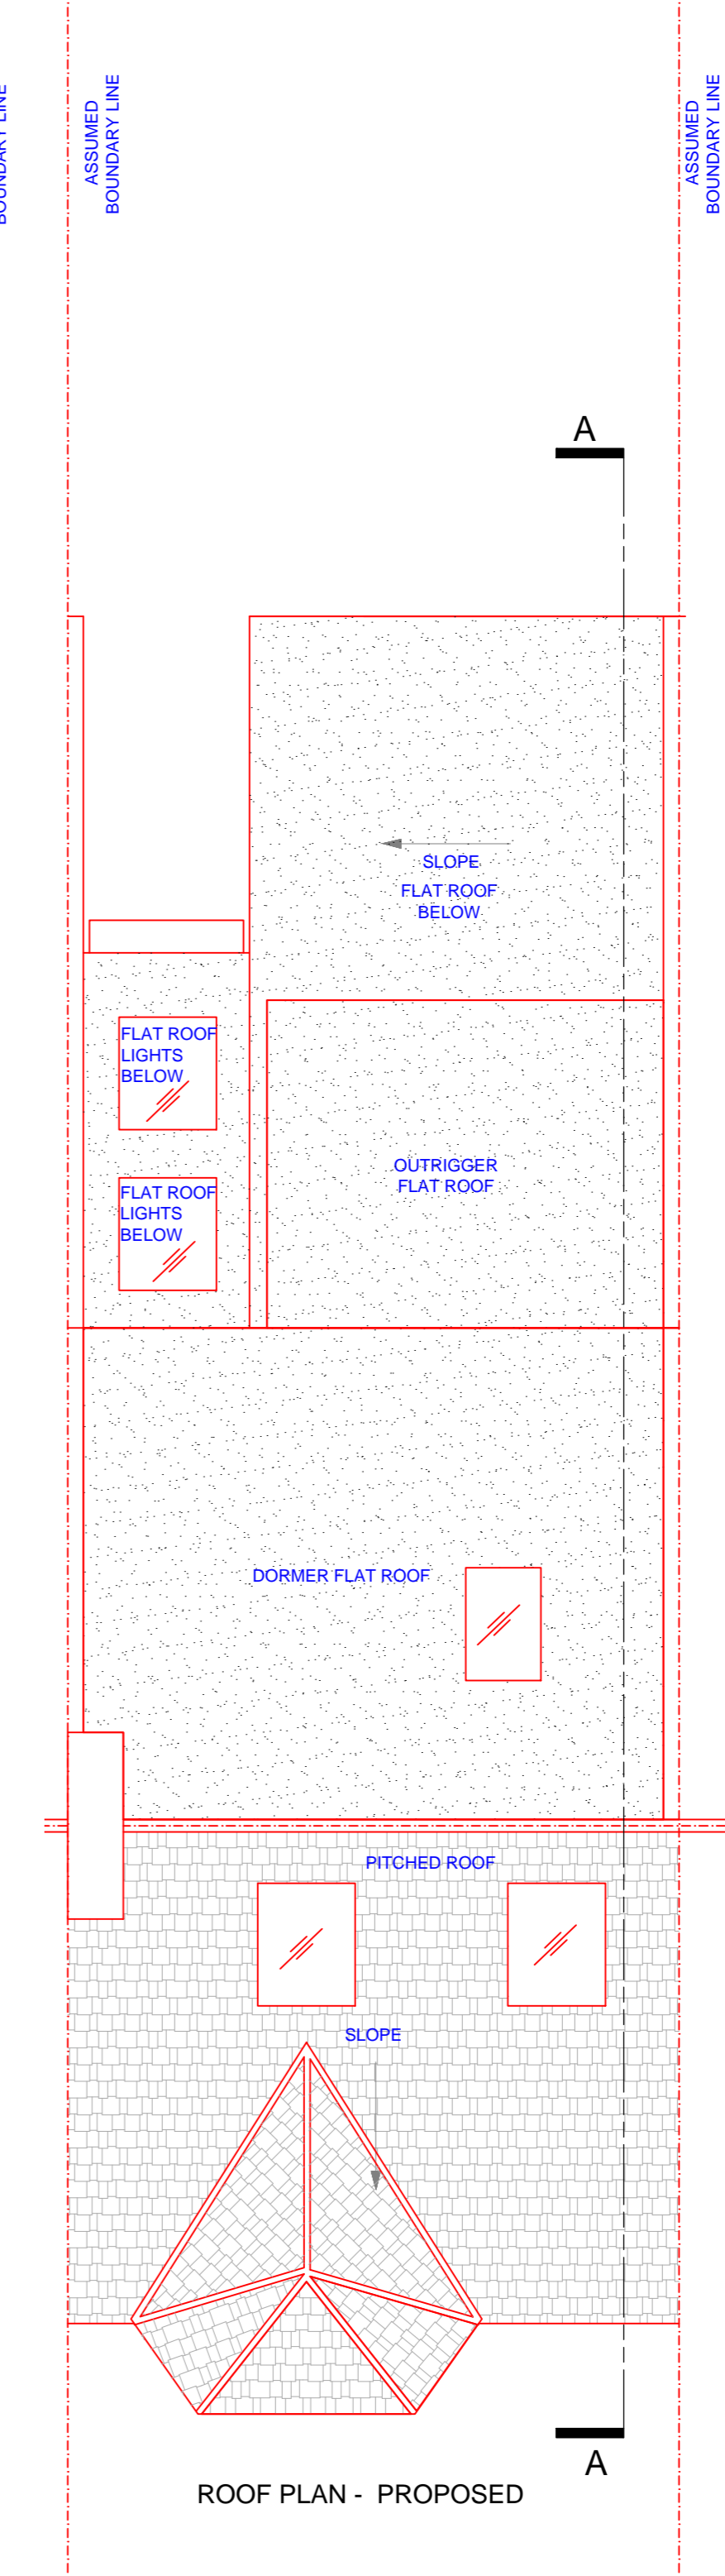 BOUNDARY LINE
ASSUMED
BOUNDARY LINE
ASSUMED
BOUNDARY LINE
A
SLOPE
FLAT ROOF
BELOW
FLAT ROOF
LIGHTS
BELOW
OUTRIGGER
FLAT ROOF
FLAT ROOF
LIGHTS
BELOW
DORMER FLAT ROOF
PITCHED ROOF
SLOPE
A
ROOF PLAN - PROPOSED